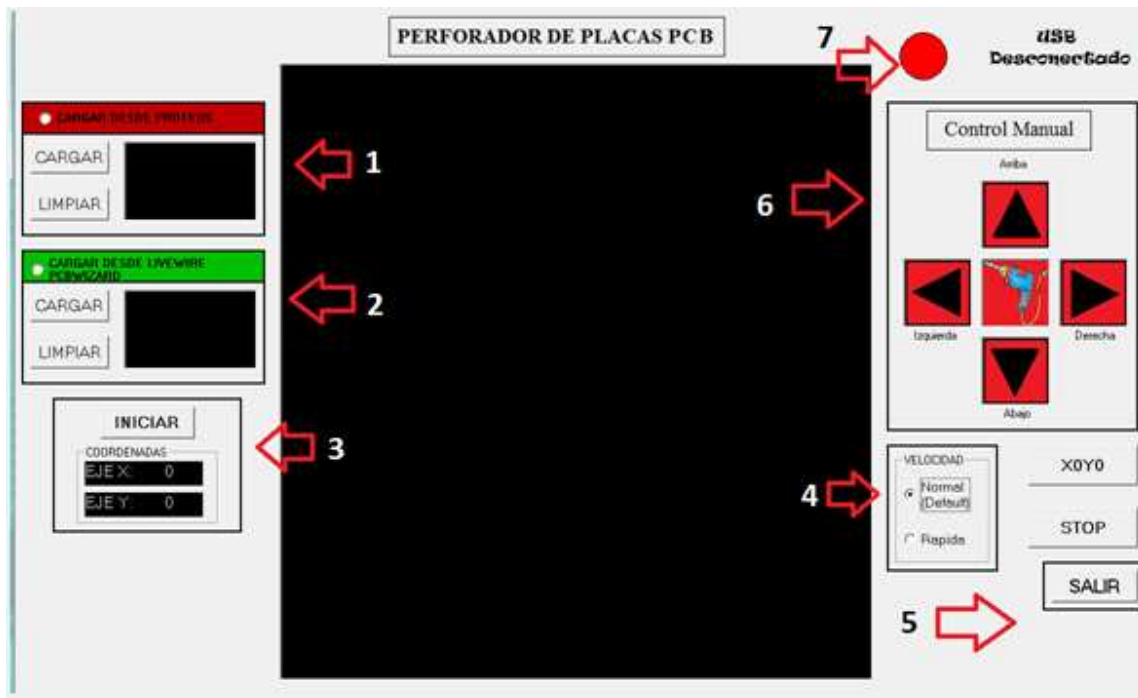 PERFORADOR DE PLACAS PCB
7
USB
Desconectado
CARGAR DESDE PROTEUS
CARGAR
LIMPIAR
1
CARGAR DESDE LIVEWIRE
PCBWIZARD
CARGAR
LIMPIAR
2
INICIAR
COORDENADAS
EJE X: 0
EJE Y: 0
3
6
Control Manual
Arriba
Izquierda
Derecha
Abajo
4
VELOCIDAD
Normal
(Default)
Rapida
X0Y0
STOP
SALIR
5